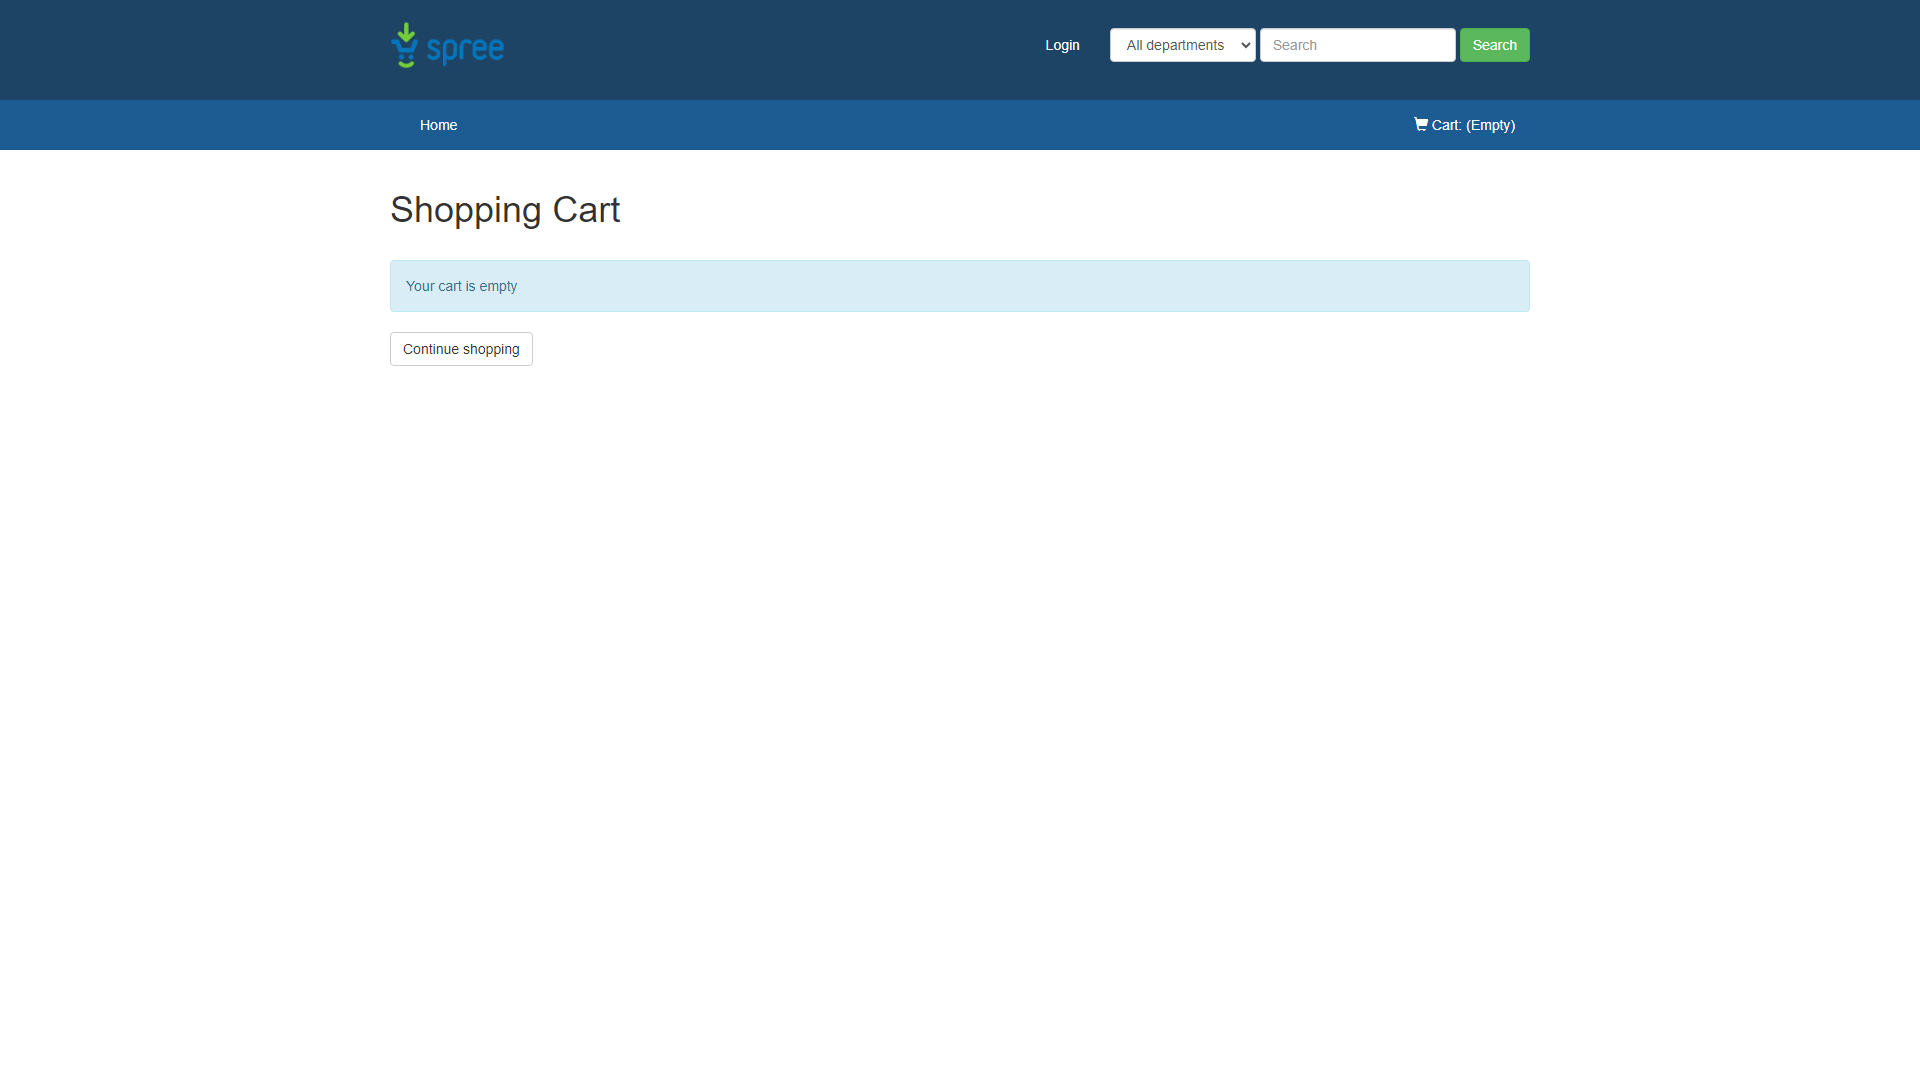 spree
Login
All departments
Search
Search
Home
Cart: (Empty)
Shopping Cart
Your cart is empty
Continue shopping